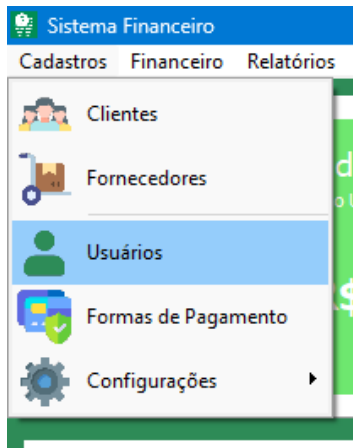 Sistema Financeiro
Cadastros Financeiro Relatórios
Clientes
Fornecedores
Usuários
Formas de Pagamento
Configurações